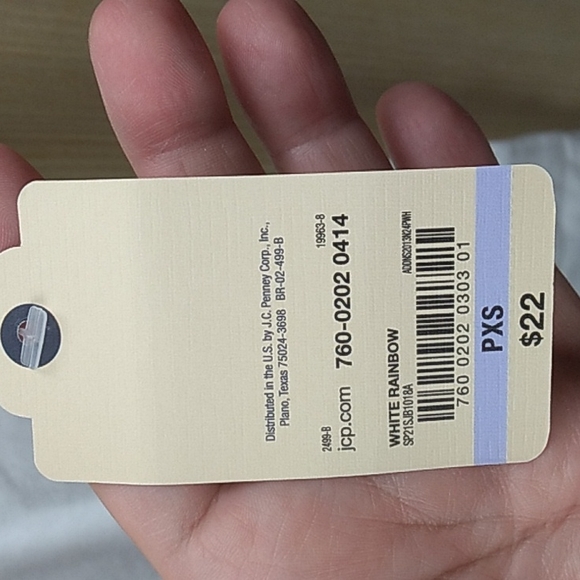 Distributed in the U.S. by J.C. Penney Corp., Inc.,
Plano, Texas 75024-3698 BR-02-499-B
2499-B 19963-8
jcp.com 760-0202 0414
WHITE RAINBOW
SP21SJB1018A
760 0202 0303 01
PXS
$22